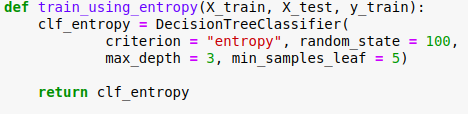 def train_using_entropy(X_train, X_test, y_train):
    clf_entropy = DecisionTreeClassifier(
            criterion = "entropy", random_state = 100,
            max_depth = 3, min_samples_leaf = 5)

    return clf_entropy